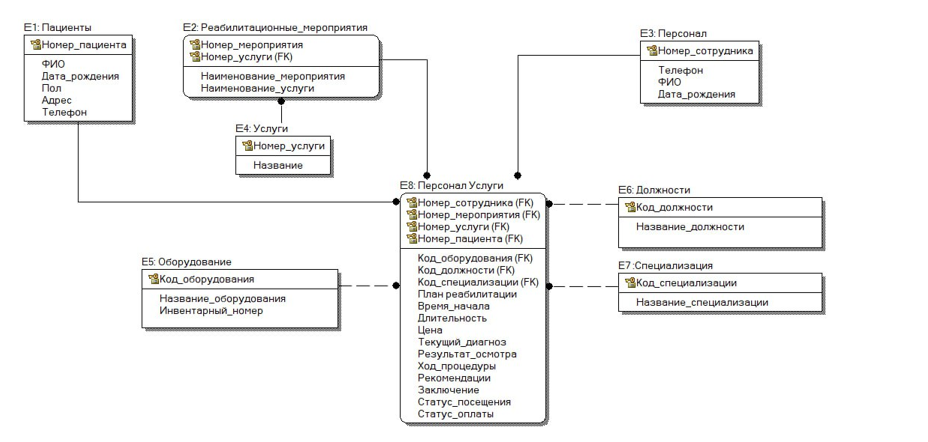 E1: Пациенты
Номер_пациента
ФИО
Дата_рождения
Пол
Адрес
Телефон
E2: Реабилитационные_мероприятия
Номер_мероприятия
Номер_услуги (FK)
Наименование_мероприятия
Наименование_услуги
E3: Персонал
Номер_сотрудника
Телефон
ФИО
Дата_рождения
E4: Услуги
Номер_услуги
Название
E8: Персонал Услуги
Номер_сотрудника (FK)
Номер_мероприятия (FK)
Номер_услуги (FK)
Номер_пациента (FK)
Код_оборудования (FK)
Код_должности (FK)
Код_специализации (FK)
План реабилитации
Время_начала
Длительность
Цена
Текущий_диагноз
Результат_осмотра
Ход_процедуры
Рекомендации
Заключение
Статус_посещения
Статус_оплаты
E6: Должности
Код_должности
Название_должности
E5: Оборудование
Код_оборудования
Название_оборудования
Инвентарный_номер
E7:Специализация
Код_специализации
Название_специализации